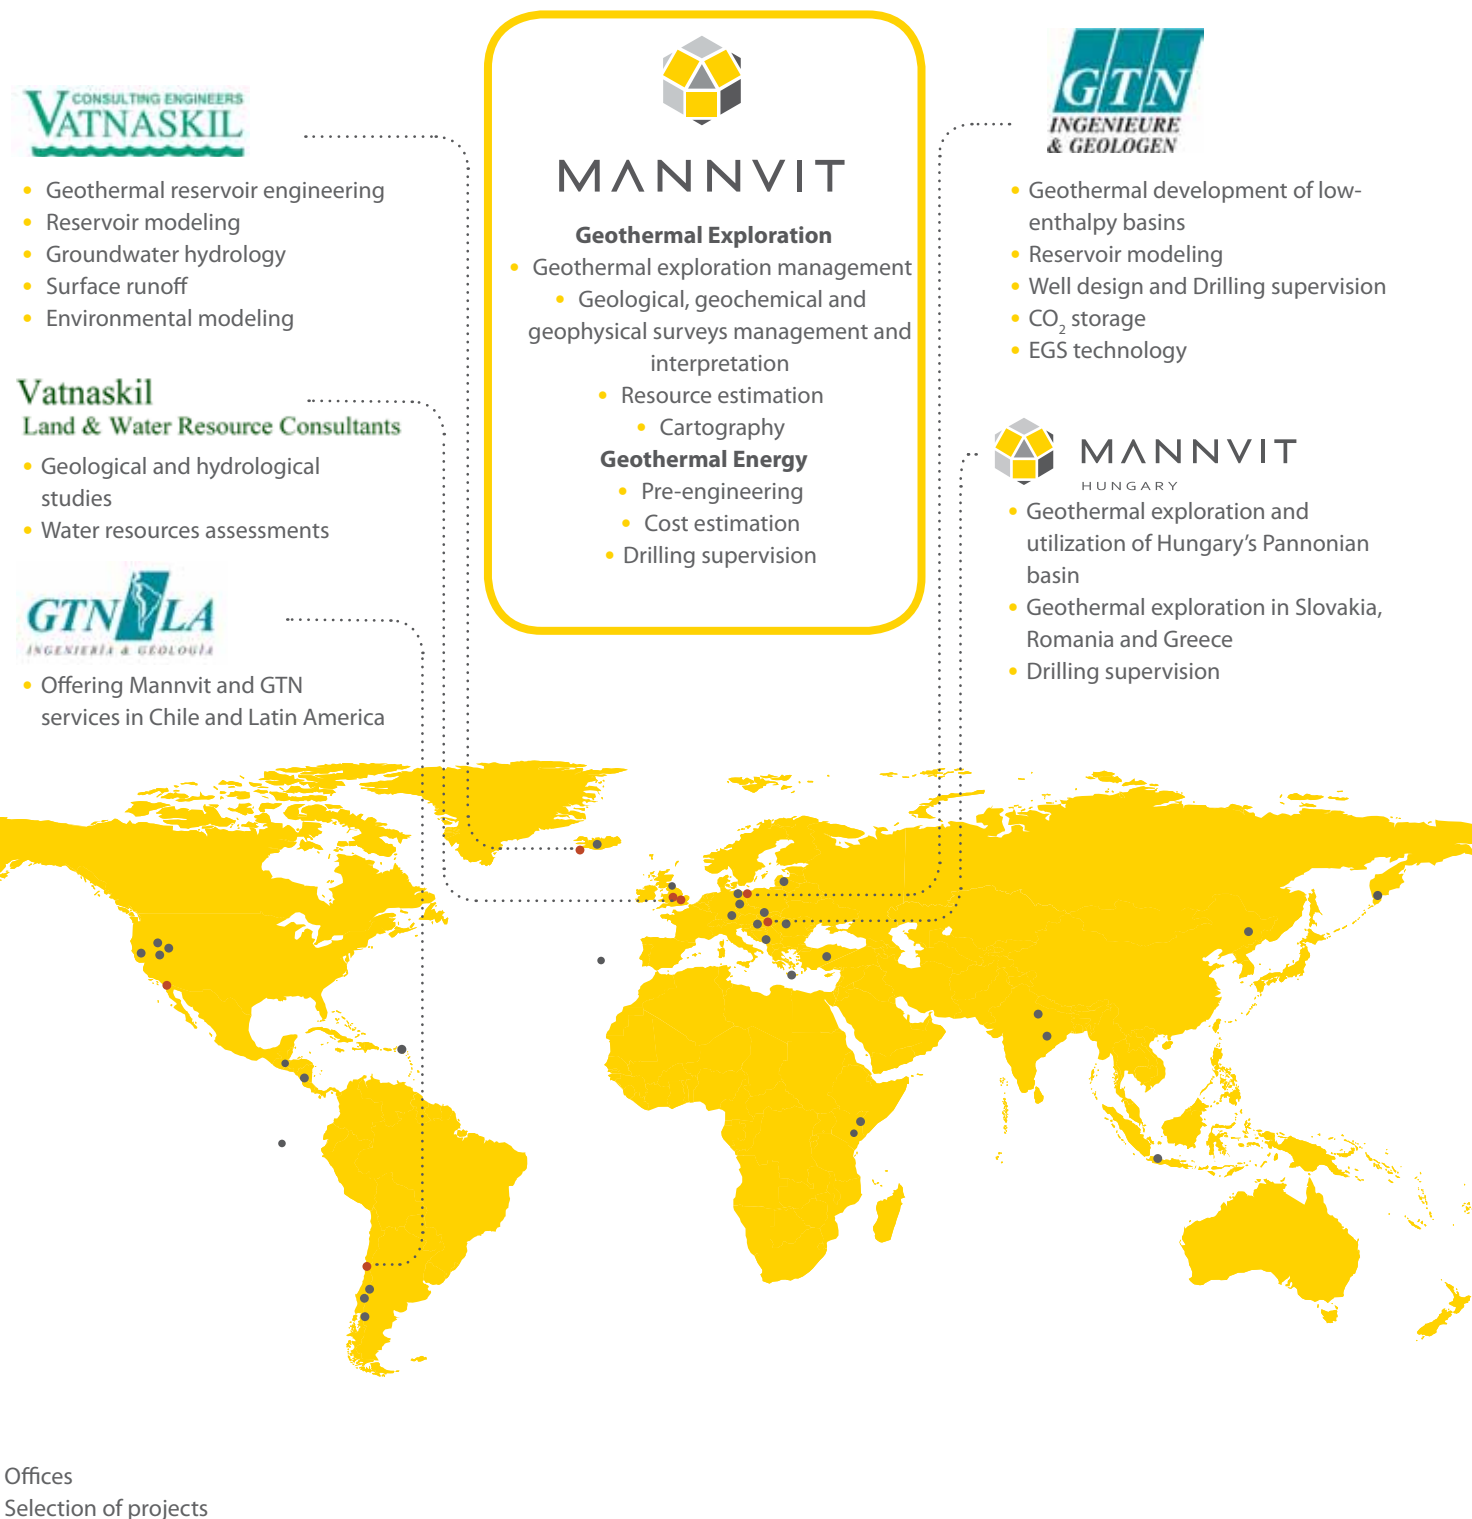 CONSULTING ENGINEERS
VATNASKIL
• Geothermal reservoir engineering
• Reservoir modeling
• Groundwater hydrology
• Surface runoff
• Environmental modeling
Vatnaskil
Land & Water Resource Consultants
• Geological and hydrological
studies
• Water resources assessments
GTN LA
INGENIERÍA & GEOLOGÍA
• Offering Mannvit and GTN
services in Chile and Latin America
MANNVIT
Geothermal Exploration
• Geothermal exploration management
• Geological, geochemical and
geophysical surveys management and
interpretation
• Resource estimation
• Cartography
Geothermal Energy
• Pre-engineering
• Cost estimation
• Drilling supervision
GTN
INGENIEURE
& GEOLOGEN
• Geothermal development of low-
enthalpy basins
• Reservoir modeling
• Well design and Drilling supervision
• CO₂ storage
• EGS technology
MANNVIT
HUNGARY
• Geothermal exploration and
utilization of Hungary’s Pannonian
basin
• Geothermal exploration in Slovakia,
Romania and Greece
• Drilling supervision
Offices
Selection of projects